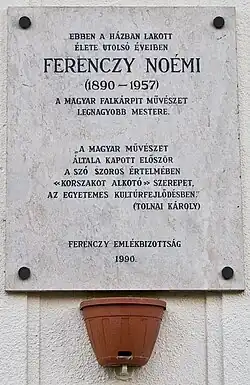 EBBEN A HÁZBAN LAKOTT
ÉLETE UTOLSÓ ÉVEIBEN
FERENCZY NOÉMI
(1890-1957)
A MAGYAR FALKÁRPIT MŰVÉSZET
LEGNAGYOBB MESTERE.
„A MAGYAR MŰVÉSZET
ÁLTALA KAPOTT ELŐSZÖR
A SZÓ SZOROS ÉRTELMÉBEN
«KORSZAKOT ALKOTÓ» SZEREPET,
AZ EGYETEMES KULTÚRFEJLŐDÉSBEN.”
(TOLNAI KÁROLY)
FERENCZY EMLÉKBIZOTTSÁG
1990.